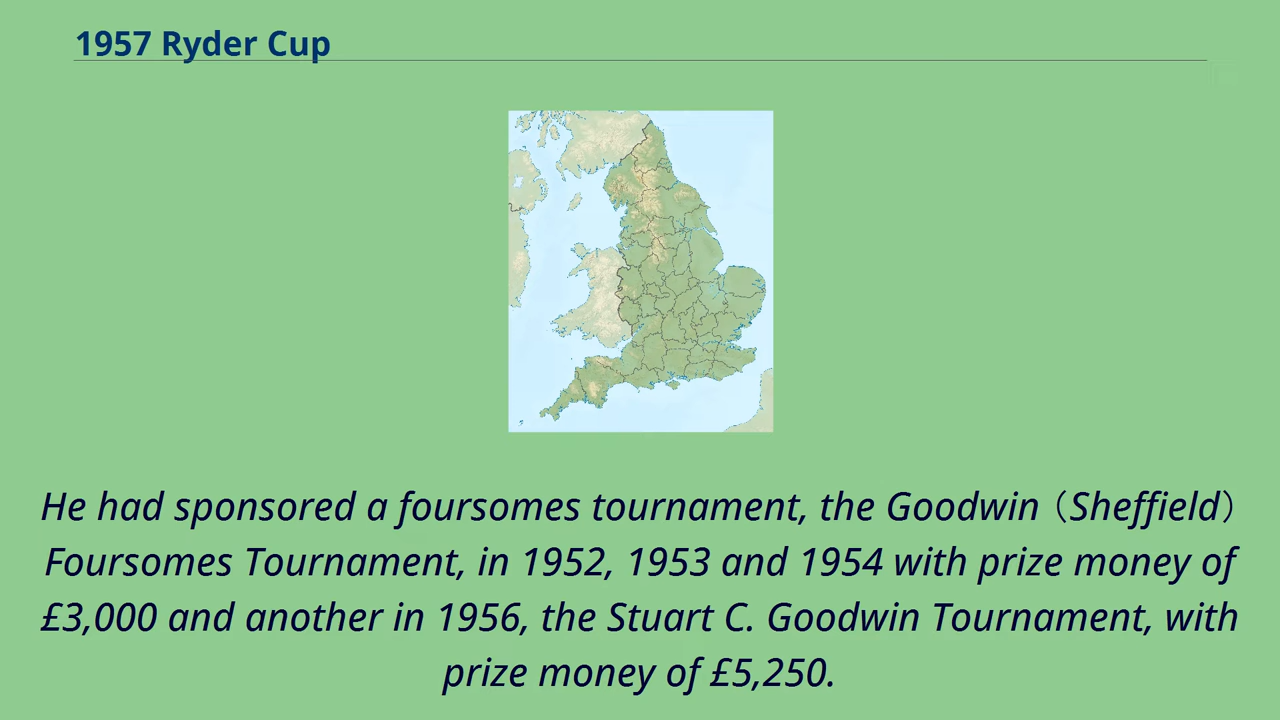 1957 Ryder Cup
He had sponsored a foursomes tournament, the Goodwin（Sheffield）
Foursomes Tournament, in 1952, 1953 and 1954 with prize money of
£3,000 and another in 1956, the Stuart C. Goodwin Tournament, with
prize money of £5,250.